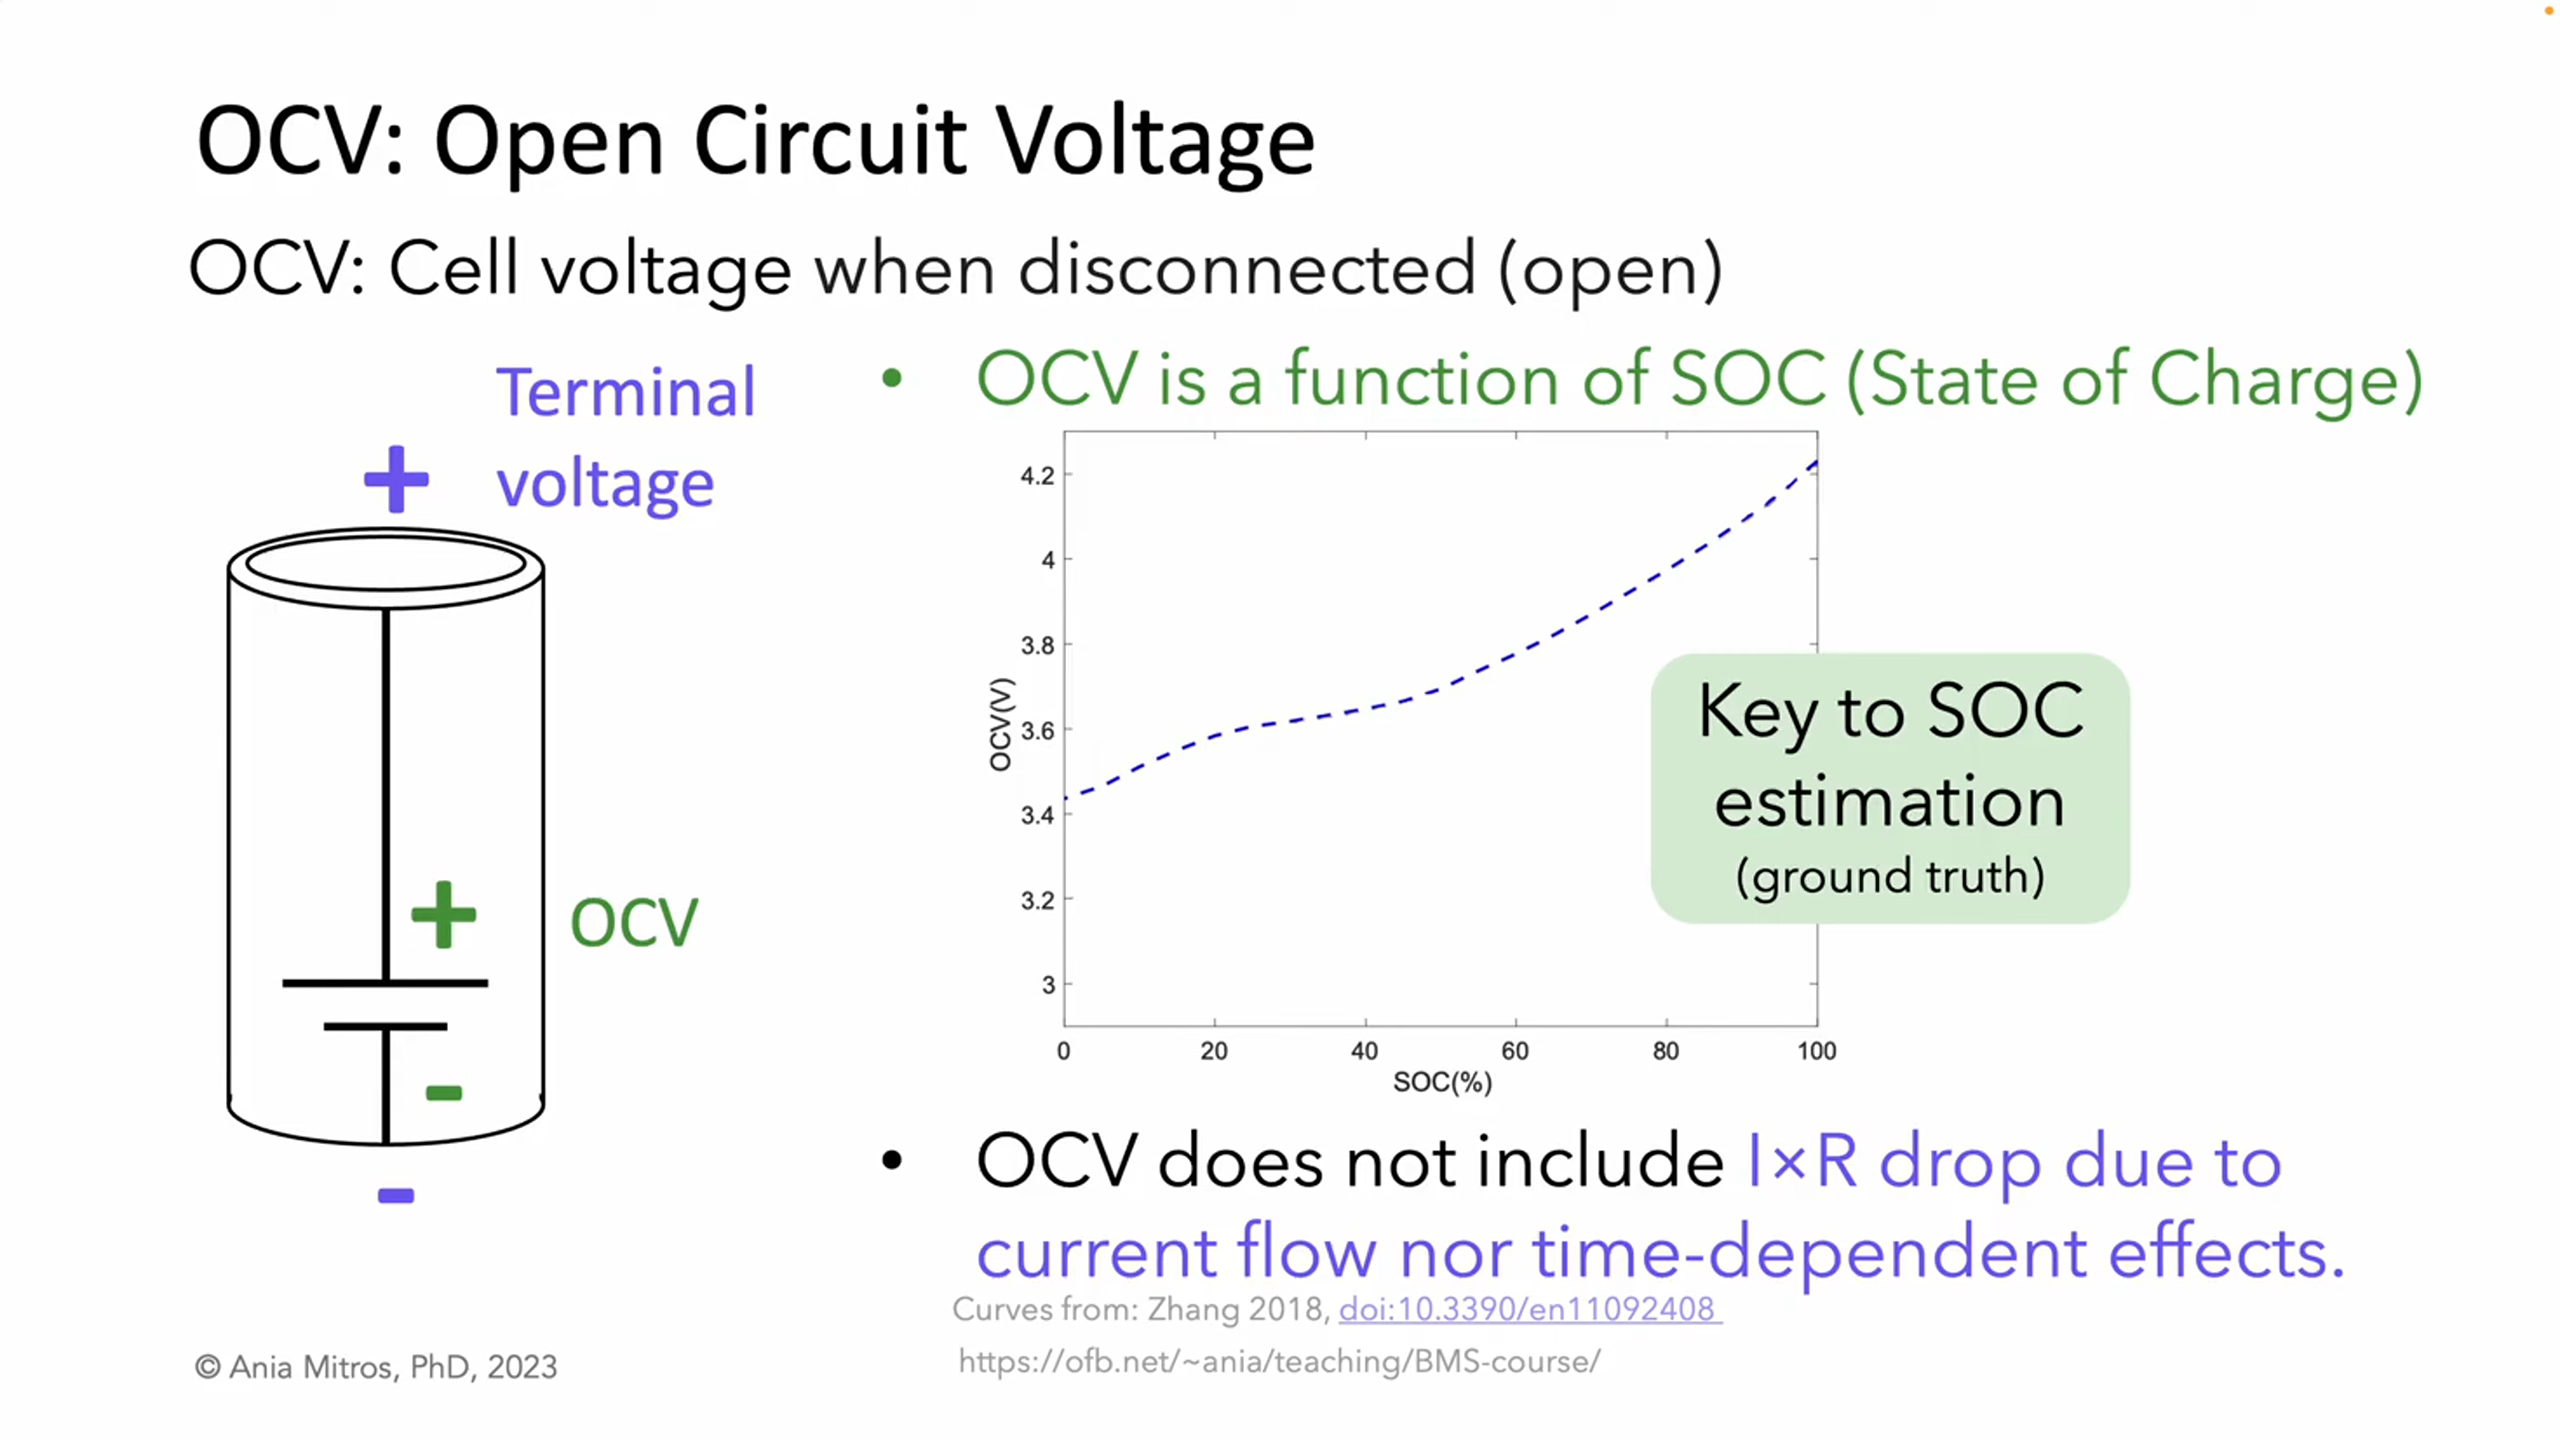 OCV: Open Circuit Voltage
OCV: Cell voltage when disconnected (open)
Terminal
voltage
+
+
OCV
-
-
• OCV is a function of SOC (State of Charge)
4.2
4
3.8
3.6
3.4
3.2
3
OCV(V)
0 20 40 60 80 100
SOC(%)
Key to SOC
estimation
(ground truth)
• OCV does not include I×R drop due to
current flow nor time-dependent effects.
Curves from: Zhang 2018, doi:10.3390/en11092408
https://ofb.net/~ania/teaching/BMS-course/
© Ania Mitros, PhD, 2023